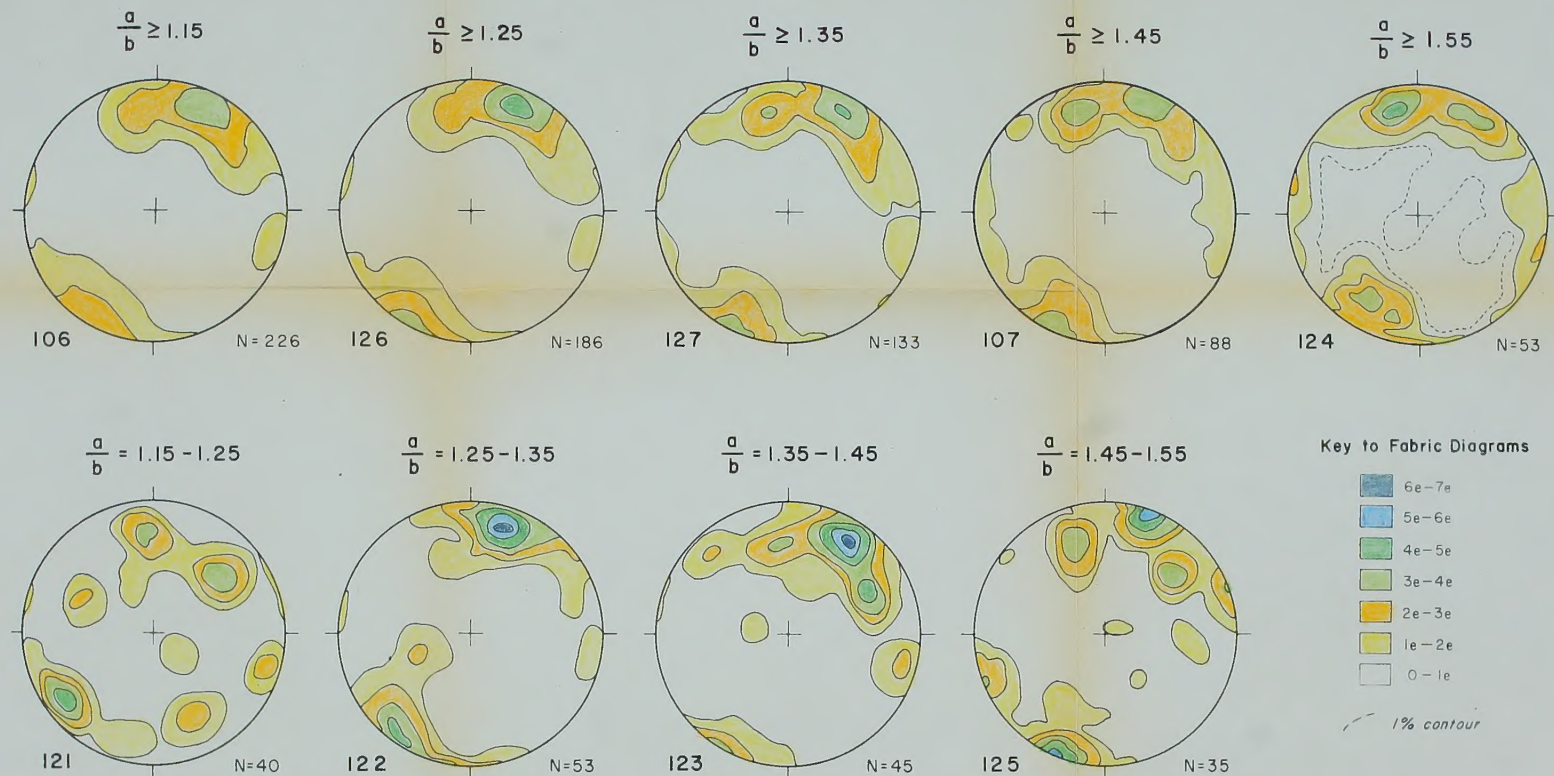 a/b ≥ 1.15
a/b ≥ 1.25
a/b ≥ 1.35
a/b ≥ 1.45
a/b ≥ 1.55
106 N=226
126 N=186
127 N=133
107 N=88
124 N=53
a/b = 1.15-1.25
a/b = 1.25-1.35
a/b = 1.35-1.45
a/b = 1.45-1.55
121 N=40
122 N=53
123 N=45
125 N=35
Key to Fabric Diagrams
6e-7e
5e-6e
4e-5e
3e-4e
2e-3e
1e-2e
0-1e
1% contour